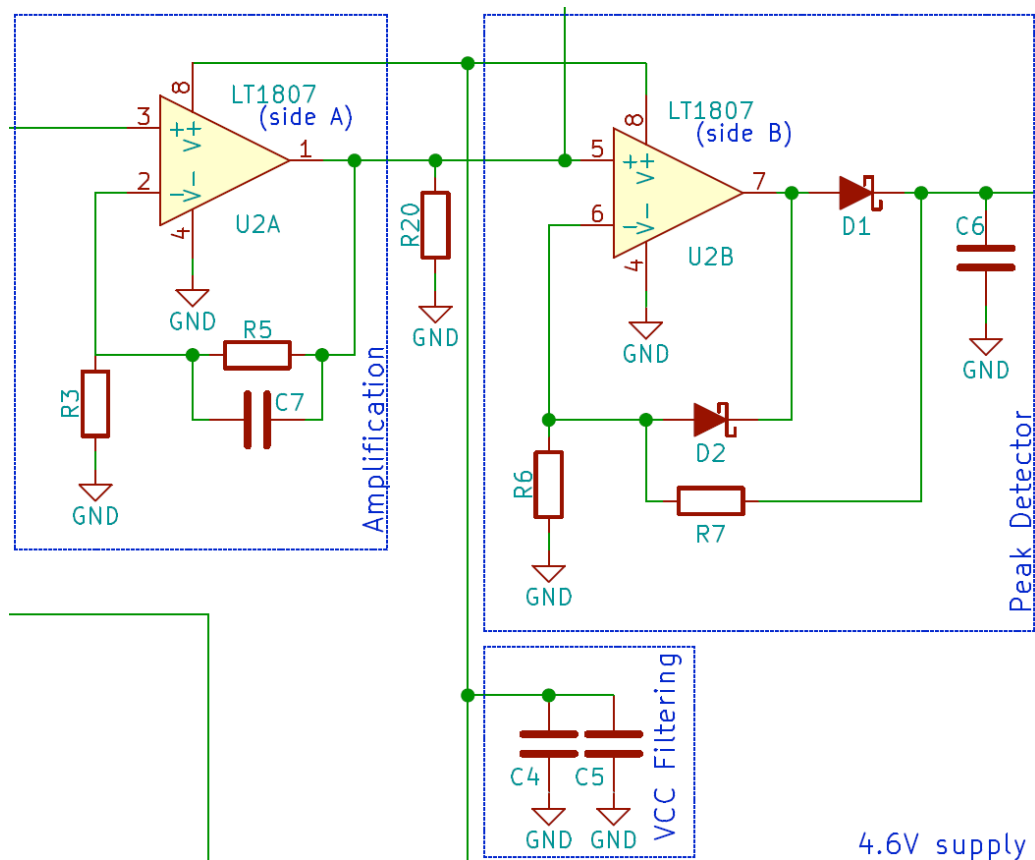 8
LT1807
(side A)
3
V+
1
2
V-
4
U2A
GND
R5
C7
R3
GND
Amplification
R20
GND
8
LT1807
(side B)
5
V+
7
6
V-
4
U2B
GND
D1
C6
GND
D2
R6
R7
GND
Peak Detector
C4
C5
GND
GND
VCC Filtering
4.6V supply